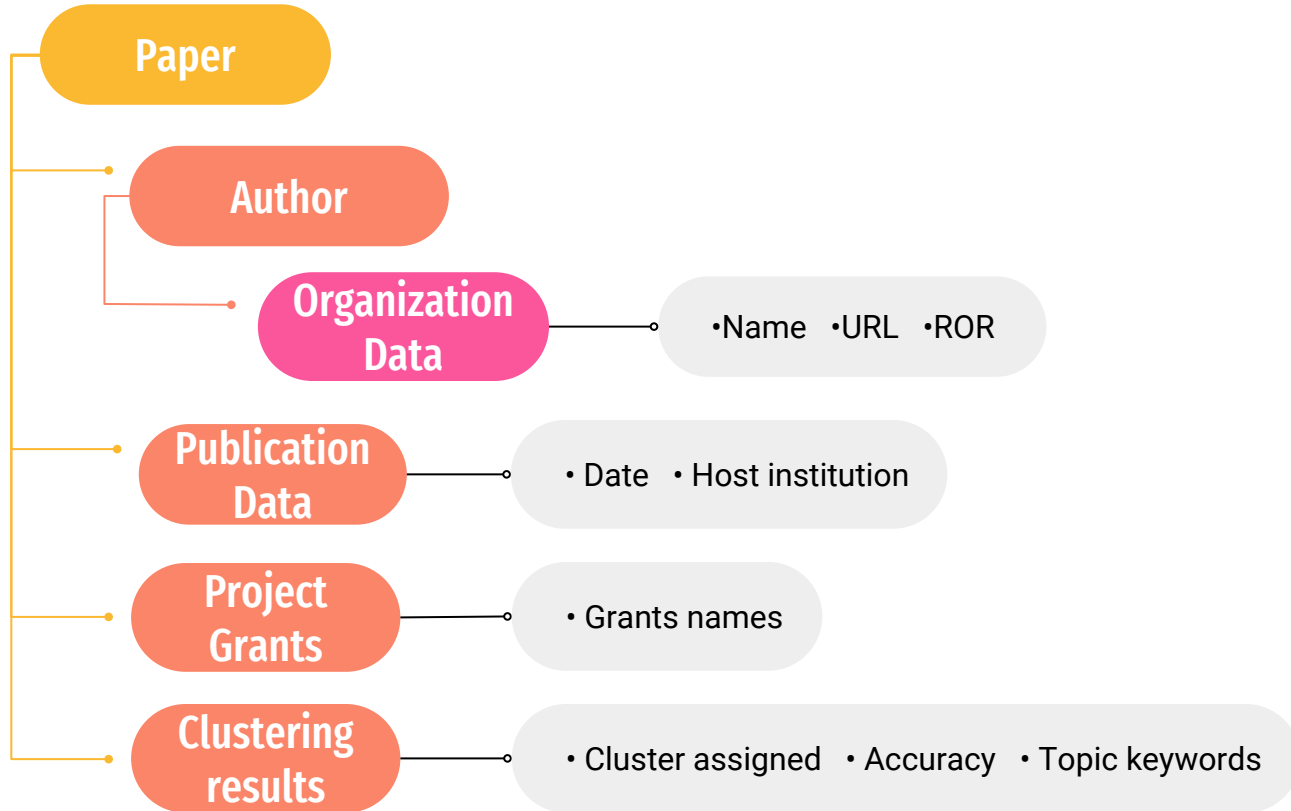 Paper
Author
Organization
Data
•Name •URL •ROR
Publication
Data
• Date • Host institution
Project
Grants
• Grants names
Clustering
results
• Cluster assigned • Accuracy • Topic keywords